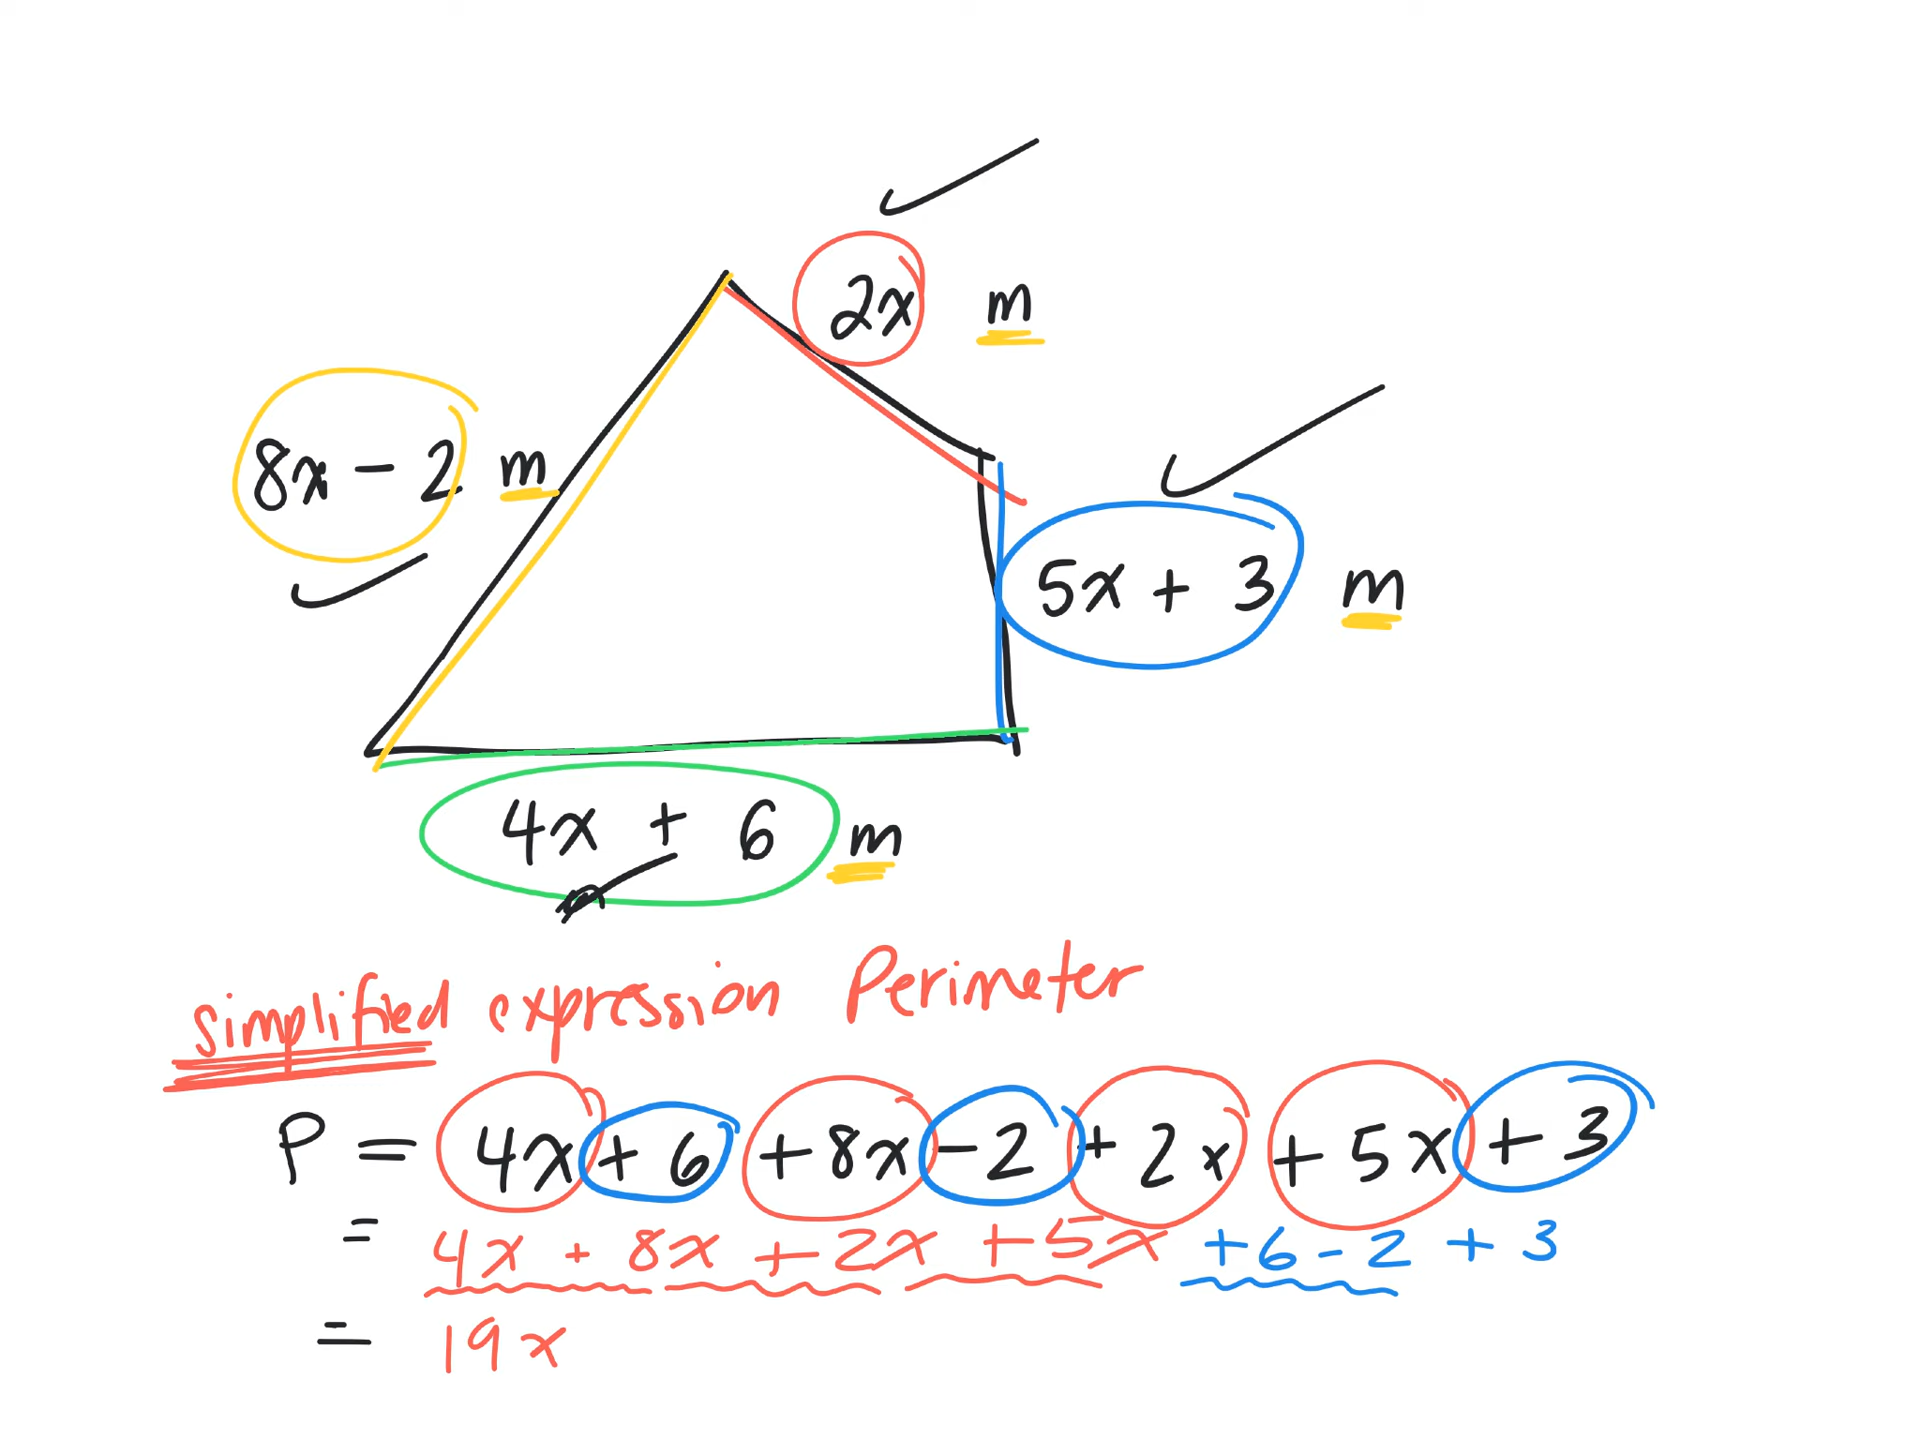 2x m
8x - 2 m
5x + 3 m
4x + 6 m
simplified expression Perimeter
P = 4x + 6 + 8x - 2 + 2x + 5x + 3
= 4x + 8x + 2x + 5x + 6 - 2 + 3
= 19x